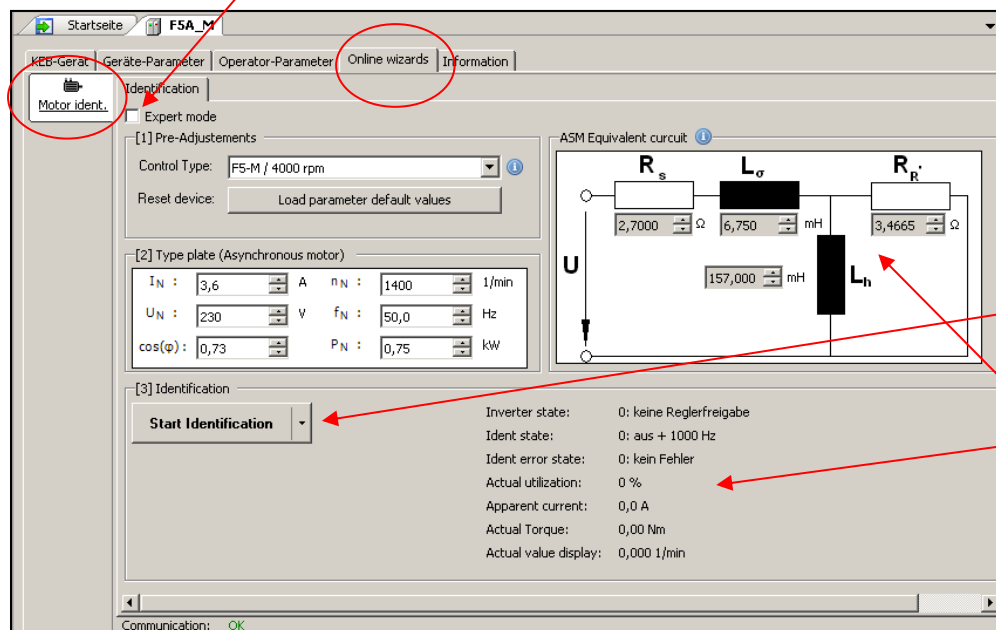 Startseite F5A_M
KEB-Gerät Geräte-Parameter Operator-Parameter Online wizards Information
Motor ident.
Identification
Expert mode
[1] Pre-Adjustements
Control Type: F5-M / 4000 rpm
Reset device: Load parameter default values
[2] Type plate (Asynchronous motor)
IN : 3,6 A nN : 1400 1/min
UN : 230 V fN : 50,0 Hz
cos(φ): 0,73 PN : 0,75 kW
ASM Equivalent curcuit
Rs Lσ RR'
2,7000 Ω 6,750 mH 3,4665 Ω
U 157,000 mH Lh
[3] Identification
Start Identification
Inverter state: 0: keine Reglerfreigabe
Ident state: 0: aus + 1000 Hz
Ident error state: 0: kein Fehler
Actual utilization: 0 %
Apparent current: 0,0 A
Actual Torque: 0,00 Nm
Actual value display: 0,000 1/min
Communication: OK